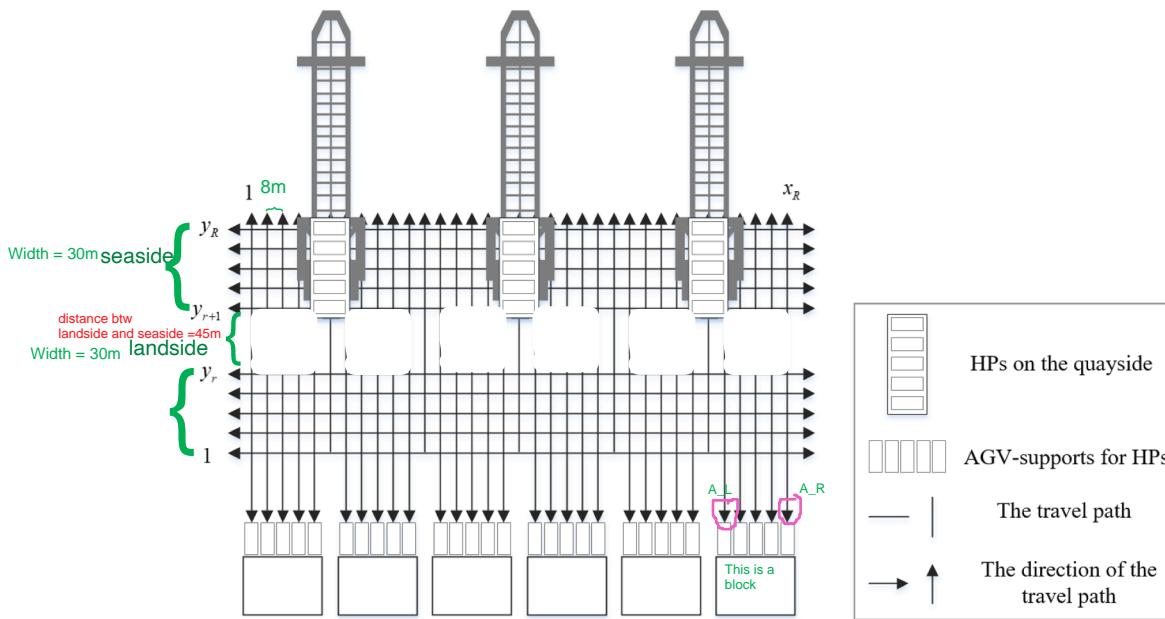 1
8m
x_R
y_R
Width = 30m seaside
y_{r+1}
distance btw
landside and seaside =45m
Width = 30m landside
y_r
1
A_L
A_R
This is a
block
HPs on the quayside
AGV-supports for HPs
The travel path
The direction of the
travel path